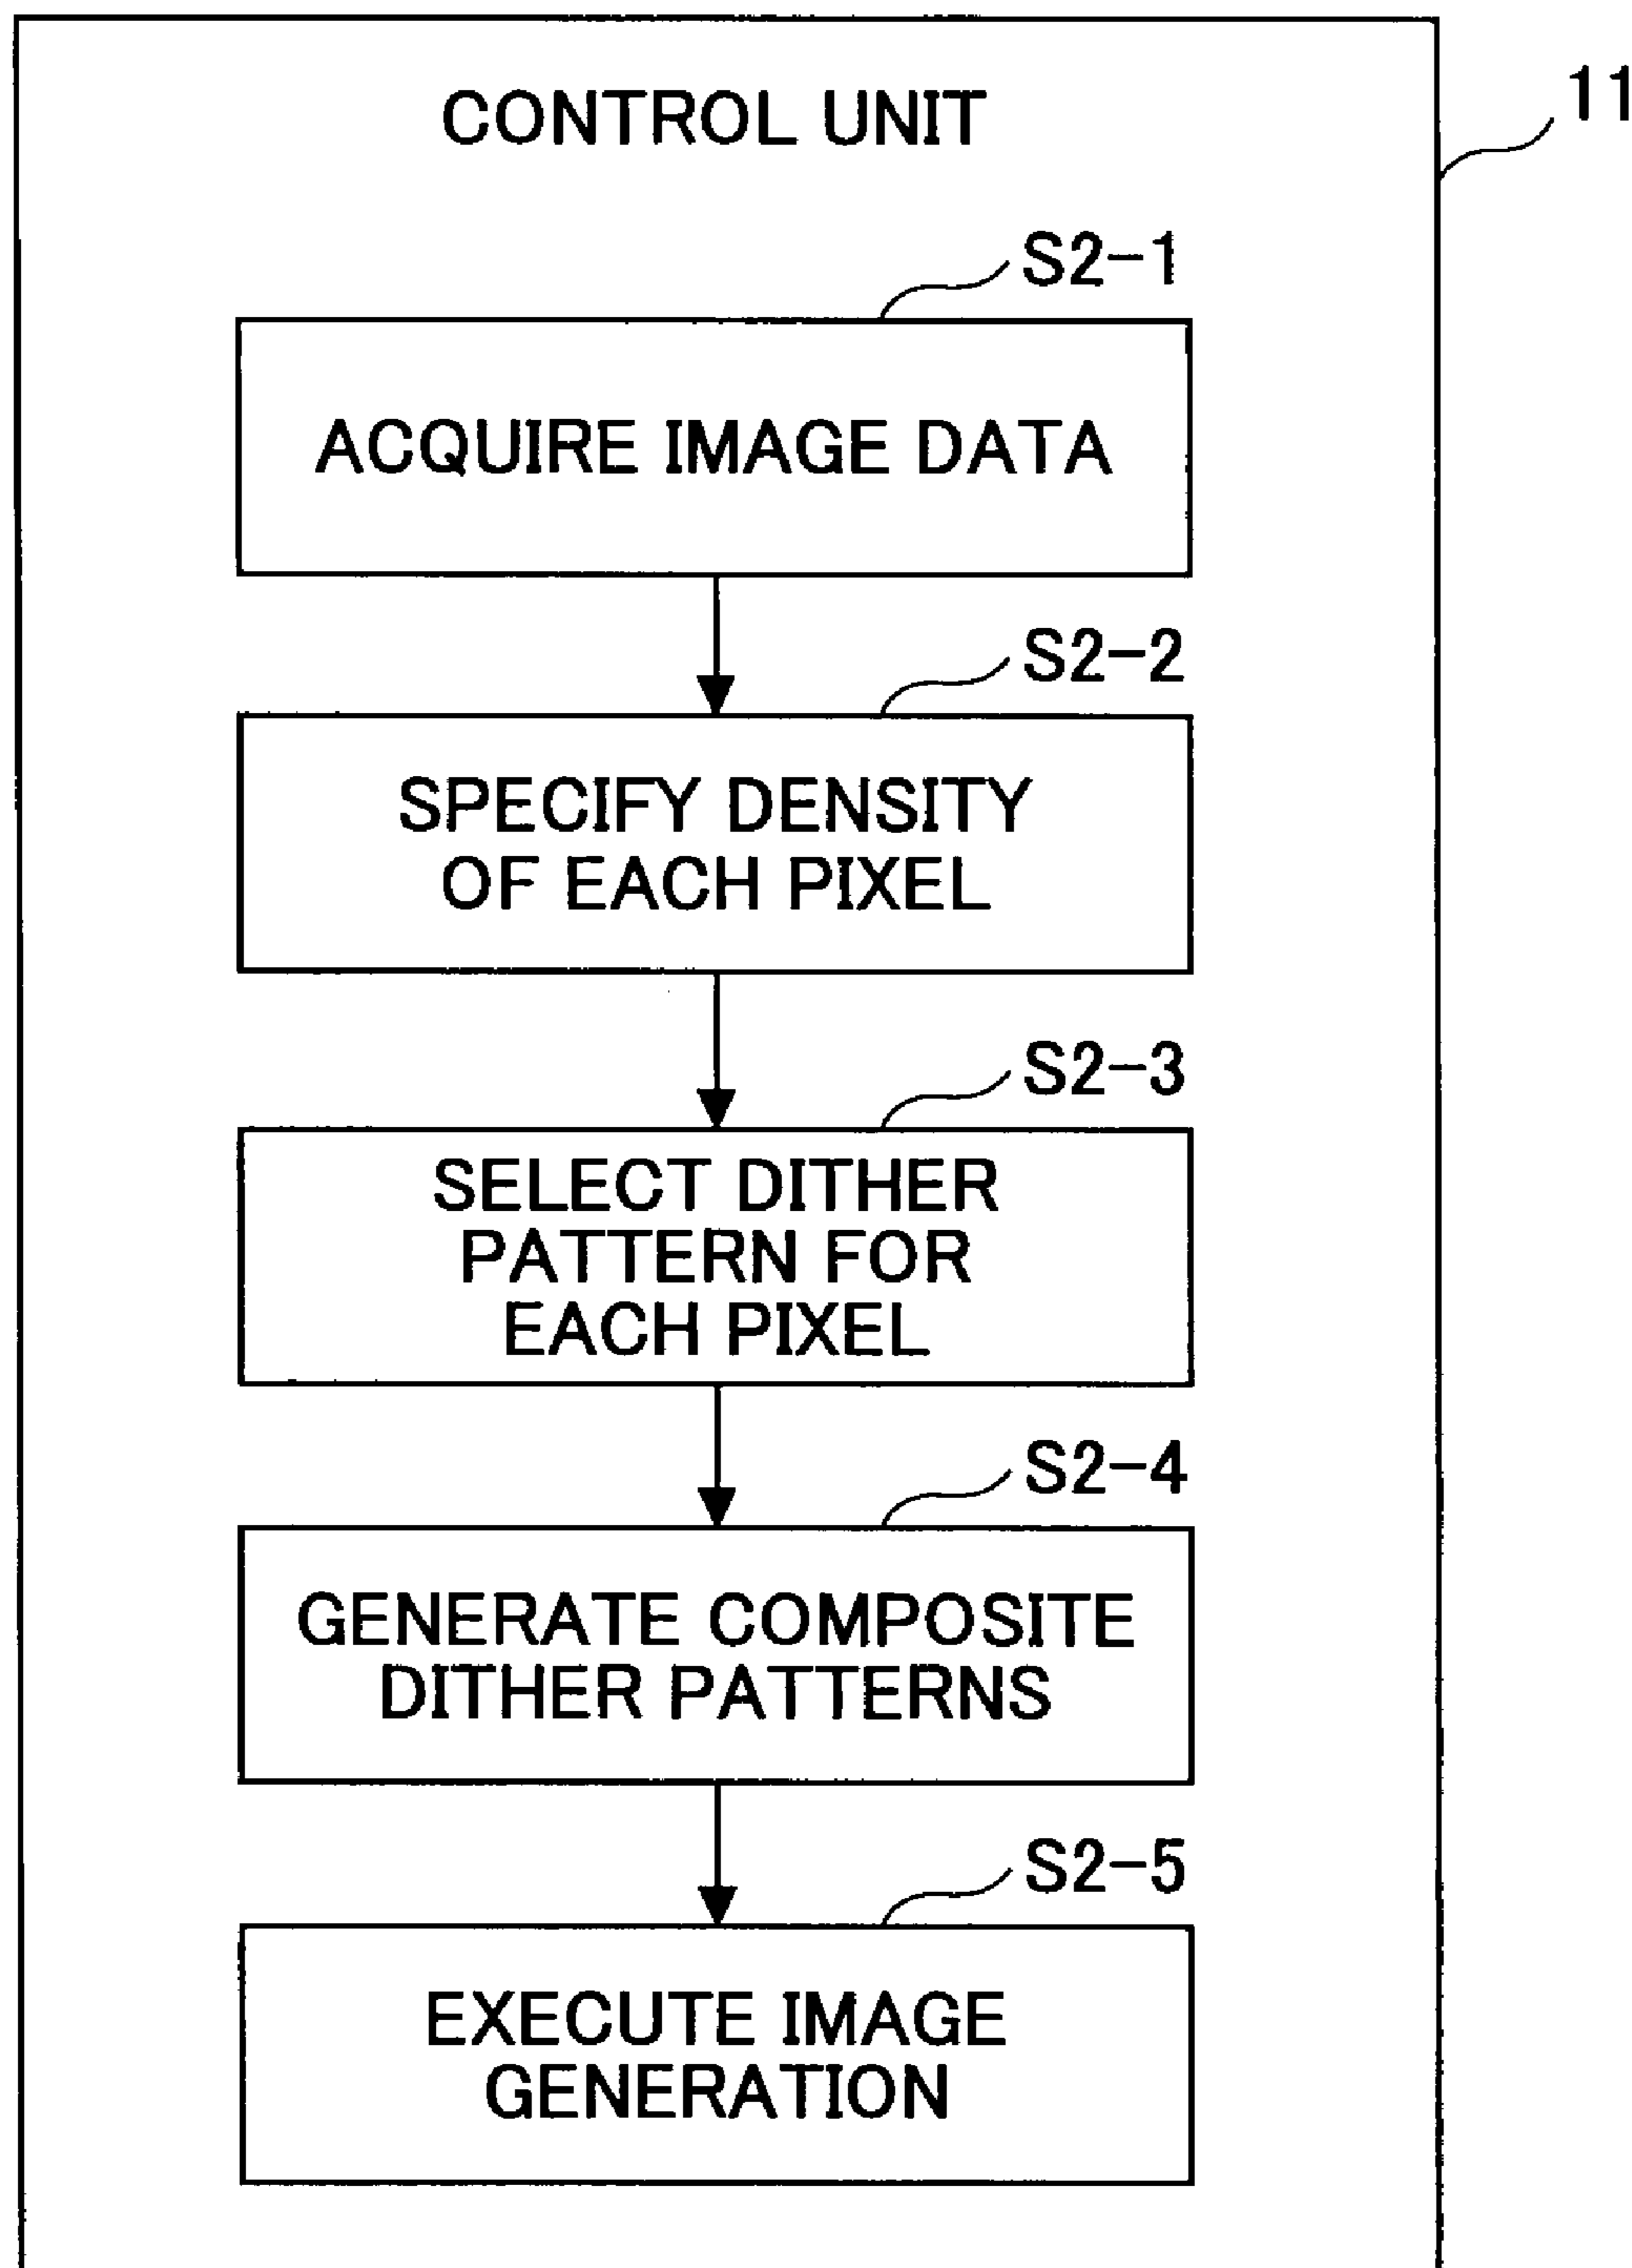 CONTROL UNIT
11
S2-1
ACQUIRE IMAGE DATA
S2-2
SPECIFY DENSITY
OF EACH PIXEL
S2-3
SELECT DITHER
PATTERN FOR
EACH PIXEL
S2-4
GENERATE COMPOSITE
DITHER PATTERNS
S2-5
EXECUTE IMAGE
GENERATION